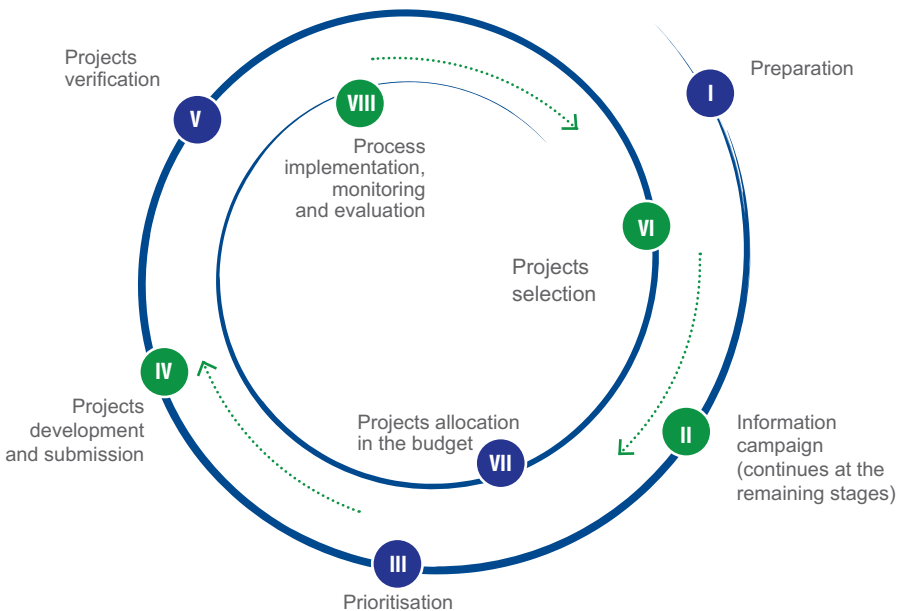 I
Preparation
II
Information
campaign
(continues at the
remaining stages)
III
Prioritisation
IV
Projects
development
and submission
V
Projects
verification
VI
Projects
selection
VII
Projects allocation
in the budget
VIII
Process
implementation,
monitoring
and evaluation